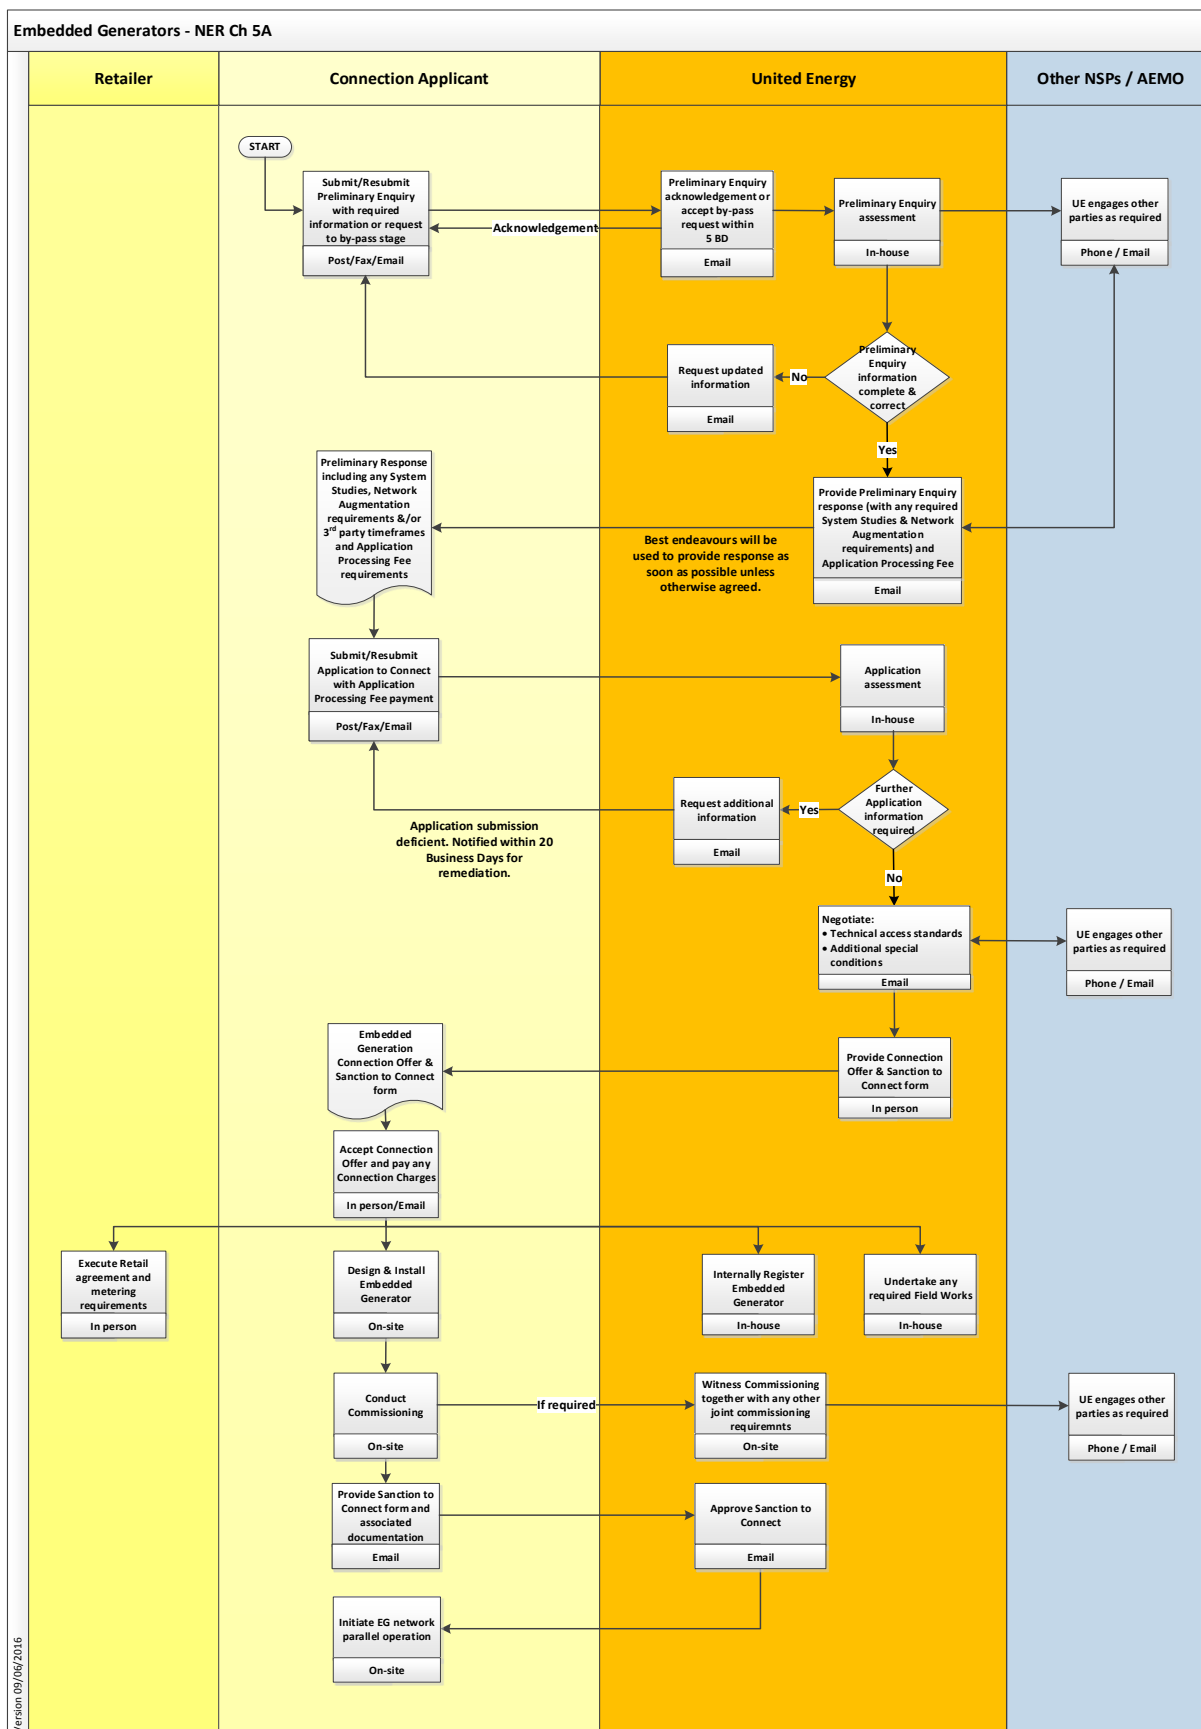 Embedded Generators - NER Ch 5A
Retailer
Connection Applicant
United Energy
Other NSPs / AEMO
START
Submit/Resubmit
Preliminary Enquiry
with required
information or request
to by-pass stage
Post/Fax/Email
Acknowledgement
Preliminary Enquiry
acknowledgement or
accept by-pass
request within
5 BD
Email
Preliminary Enquiry
assessment
In-house
UE engages other
parties as required
Phone / Email
Request updated
information
Email
No
Preliminary
Enquiry
information
complete &
correct
Yes
Preliminary Response
including any System
Studies, Network
Augmentation
requirements &/or
3rd party timeframes
and Application
Processing Fee
requirements
Best endeavours will be
used to provide response as
soon as possible unless
otherwise agreed.
Provide Preliminary Enquiry
response (with any required
System Studies & Network
Augmentation
requirements) and
Application Processing Fee
Email
Submit/Resubmit
Application to Connect
with Application
Processing Fee payment
Post/Fax/Email
Application
assessment
In-house
Application submission
deficient. Notified within 20
Business Days for
remediation.
Request additional
information
Email
Yes
Further
Application
information
required
No
Negotiate:
• Technical access standards
• Additional special
conditions
Email
UE engages other
parties as required
Phone / Email
Embedded
Generation
Connection Offer &
Sanction to Connect
form
Provide Connection
Offer & Sanction to
Connect form
In person
Accept Connection
Offer and pay any
Connection Charges
In person/Email
Execute Retail
agreement and
metering
requirements
In person
Design & Install
Embedded
Generator
On-site
Internally Register
Embedded
Generator
In-house
Undertake any
required Field Works
In-house
Conduct
Commissioning
On-site
If required
Witness Commissioning
together with any other
joint commissioning
requiremnts
On-site
UE engages other
parties as required
Phone / Email
Provide Sanction to
Connect form and
associated
documentation
Email
Approve Sanction to
Connect
Email
Initiate EG network
parallel operation
On-site
Version 09/06/2016